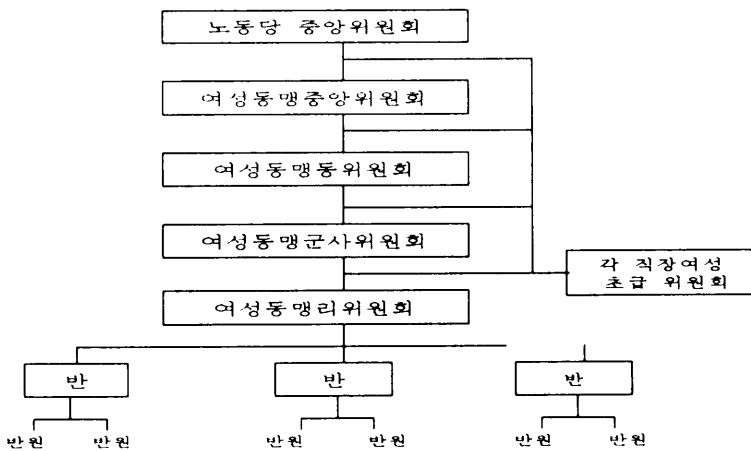 노동당 중앙위원회
여성동맹중앙위원회
여성동맹동위원회
여성동맹군사위원회
각 직장여성
초급 위원회
여성동맹리위원회
반
반
반
반원
반원
반원
반원
반원
반원